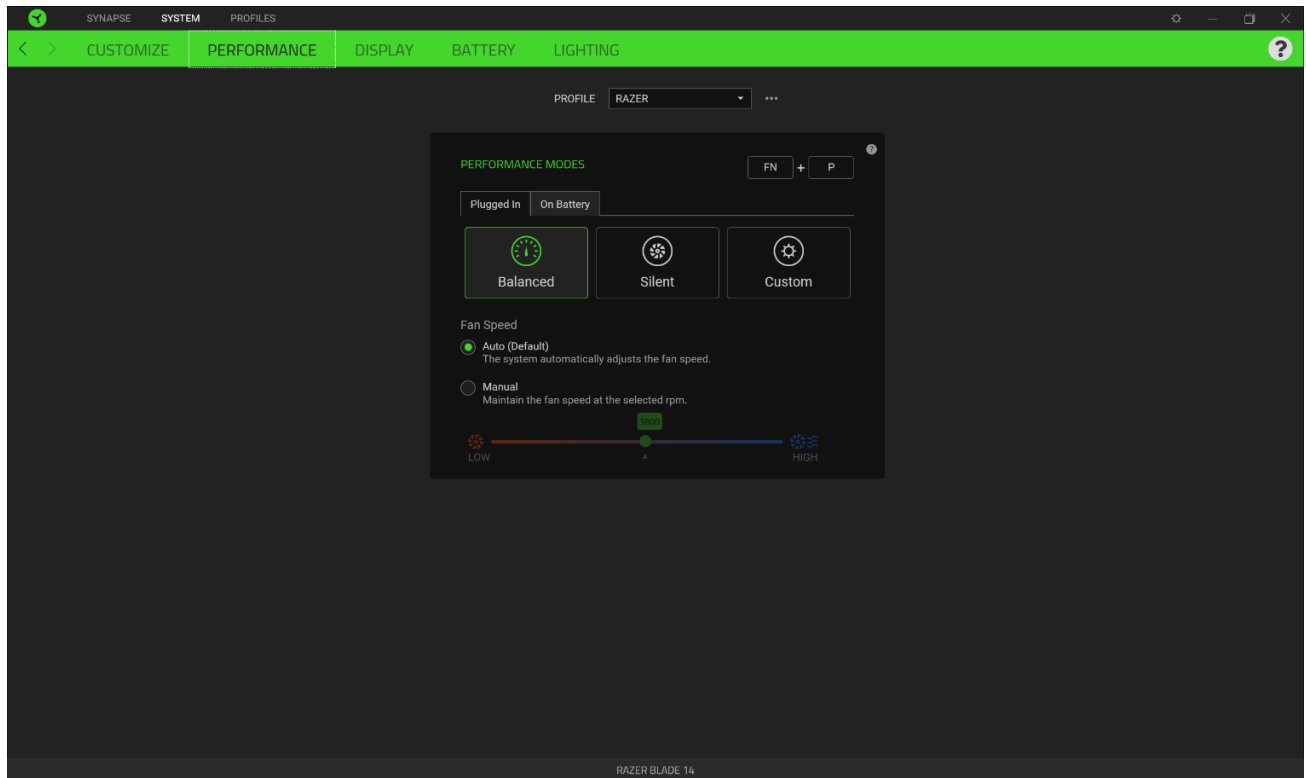 SYNAPSE SYSTEM PROFILES
CUSTOMIZE PERFORMANCE DISPLAY BATTERY LIGHTING ?
PROFILE RAZER
PERFORMANCE MODES FN + P ?
Plugged In On Battery
Balanced Silent Custom
Fan Speed
Auto (Default)
The system automatically adjusts the fan speed.
Manual
Maintain the fan speed at the selected rpm.
3800
LOW HIGH
RAZER BLADE 14